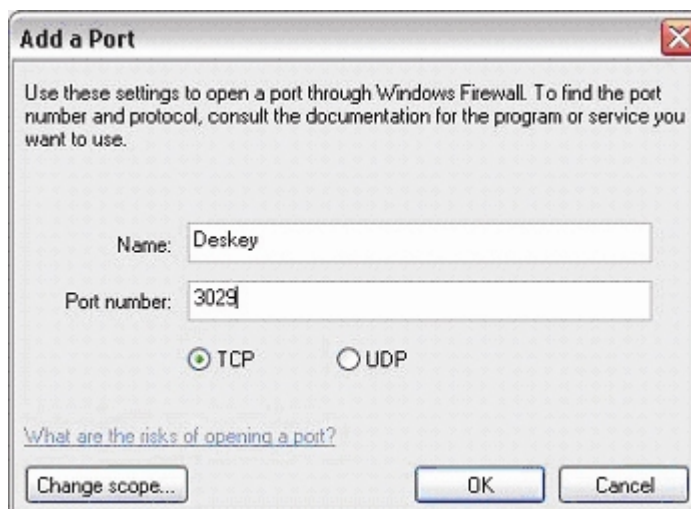 Add a Port
Use these settings to open a port through Windows Firewall. To find the port
number and protocol, consult the documentation for the program or service you
want to use.
Name: Deskey
Port number: 3029
TCP UDP
What are the risks of opening a port?
Change scope... OK Cancel